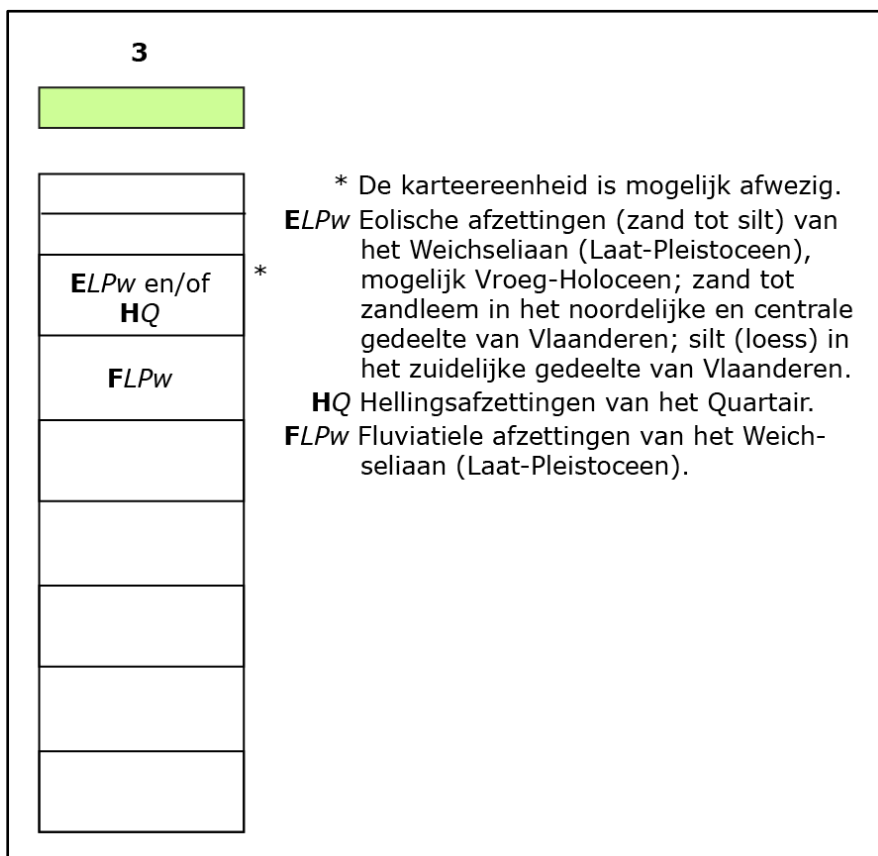 3
* De karteereenheid is mogelijk afwezig.
ELPw Eolische afzettingen (zand tot silt) van
het Weichseliaan (Laat-Pleistoceen),
mogelijk Vroeg-Holoceen; zand tot
zandleem in het noordelijke en centrale
gedeelte van Vlaanderen; silt (loess) in
het zuidelijke gedeelte van Vlaanderen.
HQ Hellingsafzettingen van het Quartair.
FLPw Fluviatiele afzettingen van het Weich-
seliaan (Laat-Pleistoceen).
ELPw en/of *
HQ
FLPw